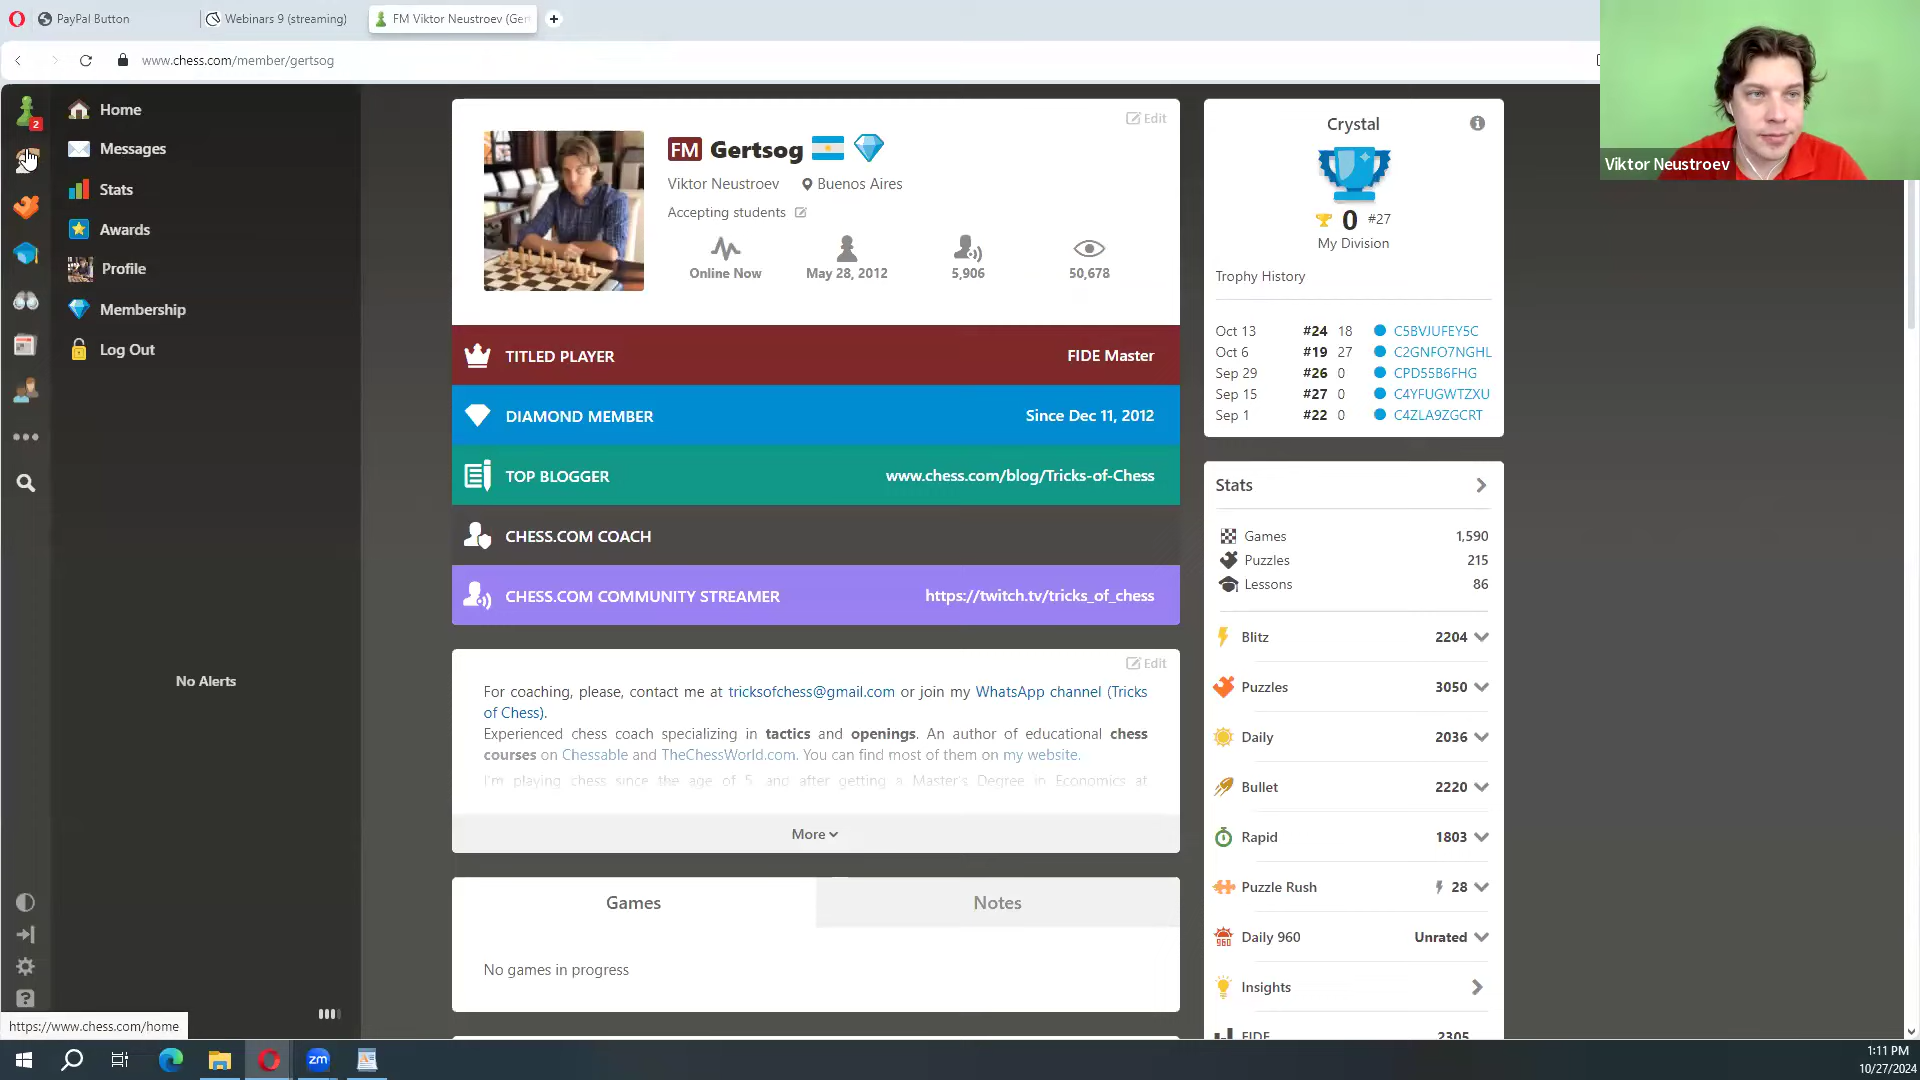 PayPal Button
Webinars 9 (streaming)
FM Viktor Neustroev (Ger
www.chess.com/member/gertsog
2
Home
Messages
Stats
Awards
Profile
Membership
Log Out
No Alerts
https://www.chess.com/home
Edit
FM Gertsog
Viktor Neustroev Buenos Aires
Accepting students
Online Now May 28, 2012 5,906 50,678
TITLED PLAYER FIDE Master
DIAMOND MEMBER Since Dec 11, 2012
TOP BLOGGER www.chess.com/blog/Tricks-of-Chess
CHESS.COM COACH
CHESS.COM COMMUNITY STREAMER https://twitch.tv/tricks_of_chess
Edit
For coaching, please, contact me at tricksofchess@gmail.com or join my WhatsApp channel (Tricks
of Chess).
Experienced chess coach specializing in tactics and openings. An author of educational chess
courses on Chessable and TheChessWorld.com. You can find most of them on my website.
I'm playing chess since the age of 5 and after getting a Master's Degree in Economics at
More
Games Notes
No games in progress
Crystal
0 #27
My Division
Trophy History
Oct 13 #24 18 C5BVJUFEY5C
Oct 6 #19 27 C2GNFO7NGHL
Sep 29 #26 0 CPD55B6FHG
Sep 15 #27 0 C4YFUGWTZXU
Sep 1 #22 0 C4ZLA9ZGCRT
Stats
Games 1,590
Puzzles 215
Lessons 86
Blitz 2204
Puzzles 3050
Daily 2036
Bullet 2220
Rapid 1803
Puzzle Rush 28
Daily 960 Unrated
Insights
FIDE 2305
Viktor Neustroev
zm
1:11 PM
10/27/2024